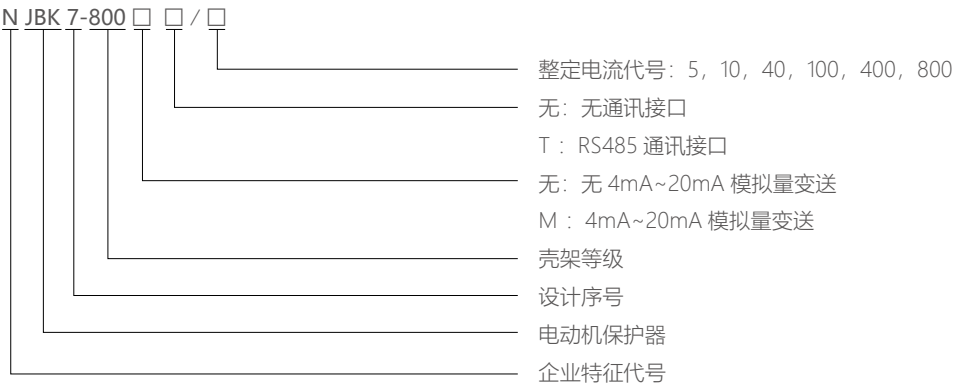 N JBK 7-800 □ □ / □
整定电流代号：5，10，40，100，400，800
无：无通讯接口
T ：RS485 通讯接口
无：无 4mA~20mA 模拟量变送
M ：4mA~20mA 模拟量变送
壳架等级
设计序号
电动机保护器
企业特征代号